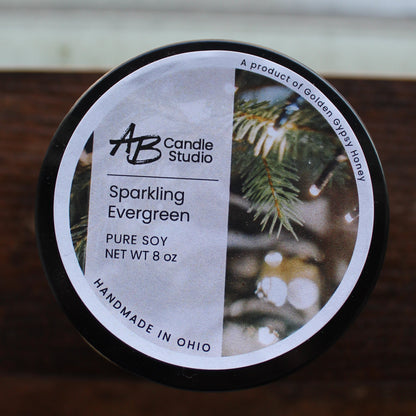 A product of Golden Gypsy Honey
AB Candle
Studio
Sparkling
Evergreen
PURE SOY
NET WT 8 oz
HANDMADE IN OHIO